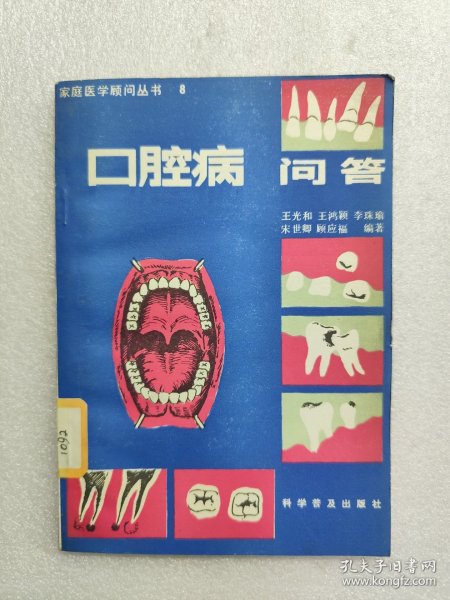 家庭医学顾问丛书 8
口腔病问答
王光和 王鸿颖 李珠瑜
宋世卿 顾应福 编著
1092
科学普及出版社
孔夫子旧书网
www.kongfz.com